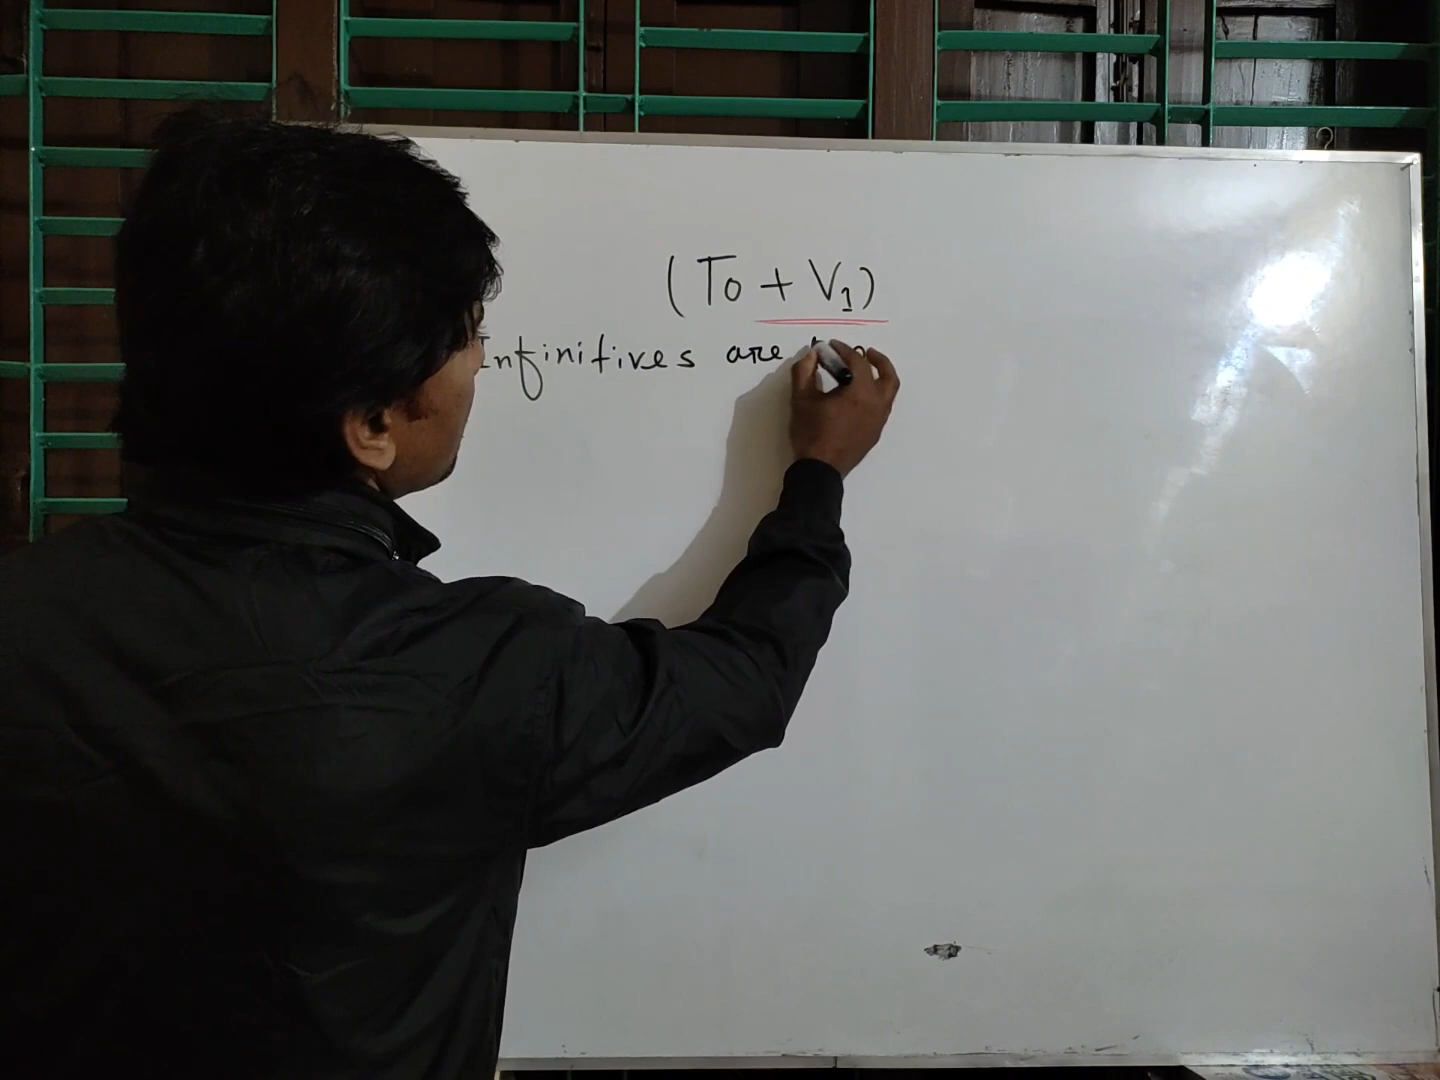 (To + V₁)
Infinitives are